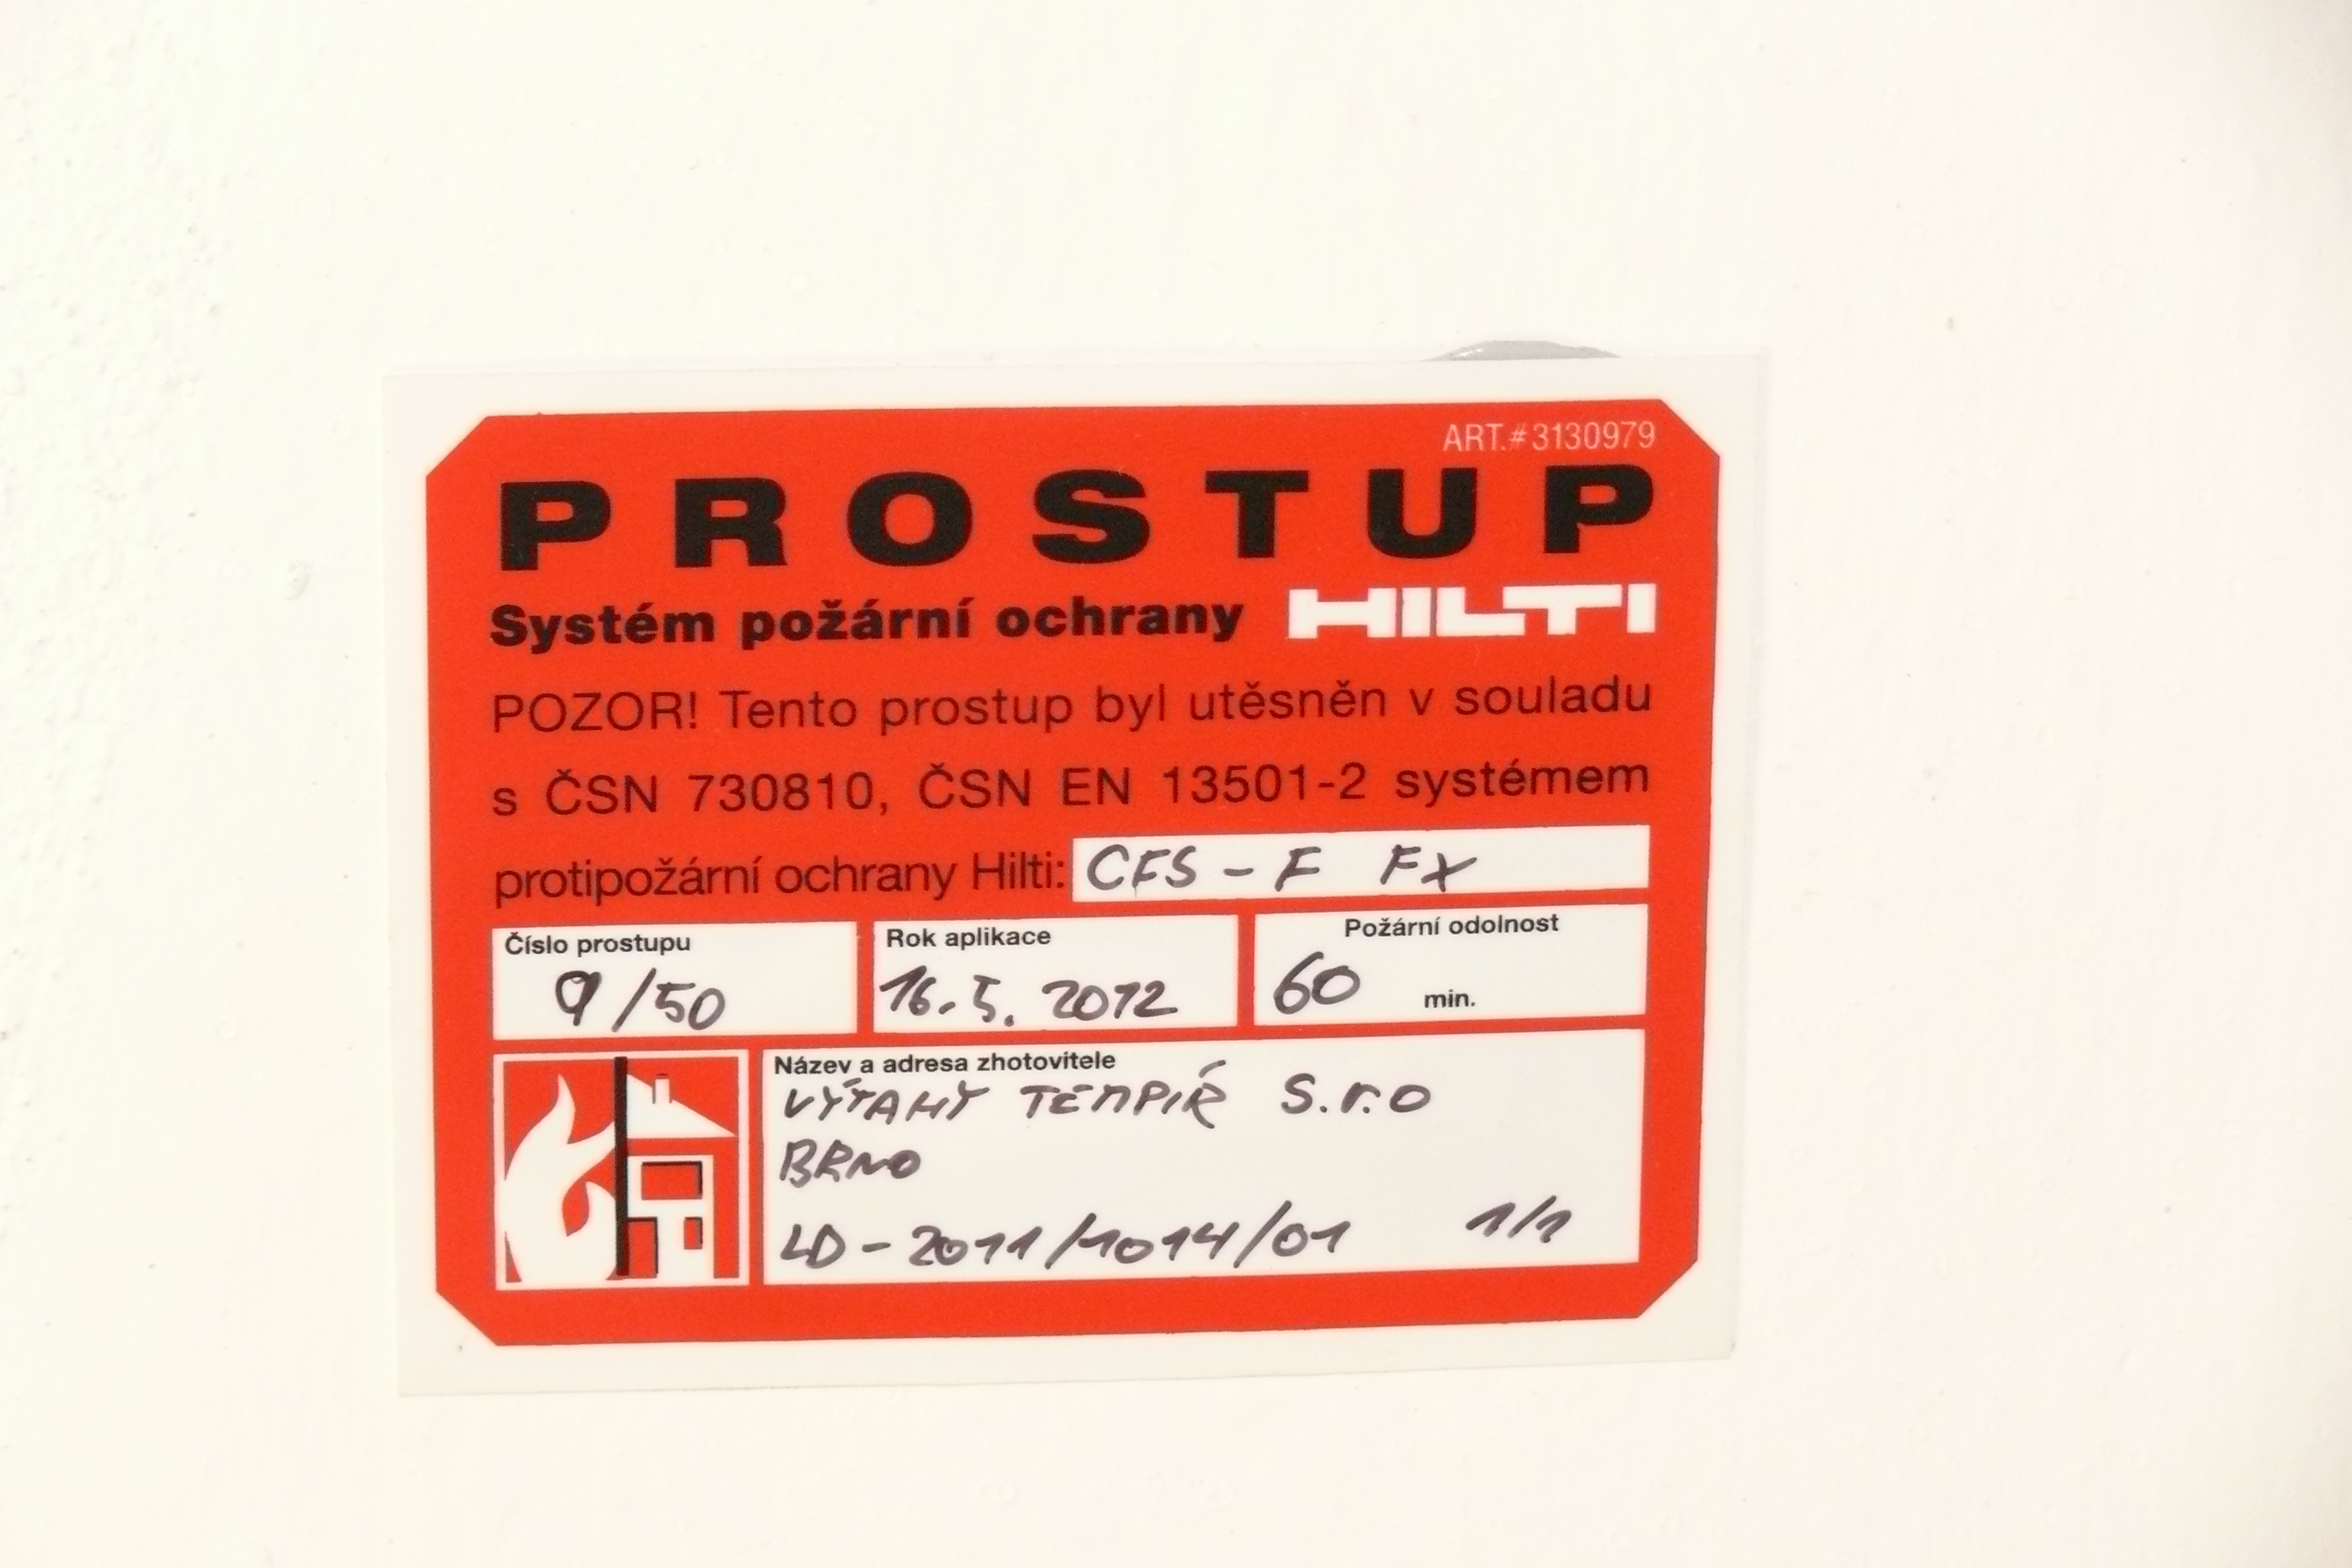 ART.#3130979
PROSTUP
Systém požární ochrany HILTI
POZOR! Tento prostup byl utěsněn v souladu
s ČSN 730810, ČSN EN 13501-2 systémem
protipožární ochrany Hilti: CFS - F FX
Číslo prostupu Rok aplikace Požární odolnost
9/50 16.5. 2012 60 min.
Název a adresa zhotovitele
VÝTAHY TEMPÍR S.r.o
BRNO
LD - 2011/1014/01 1/1